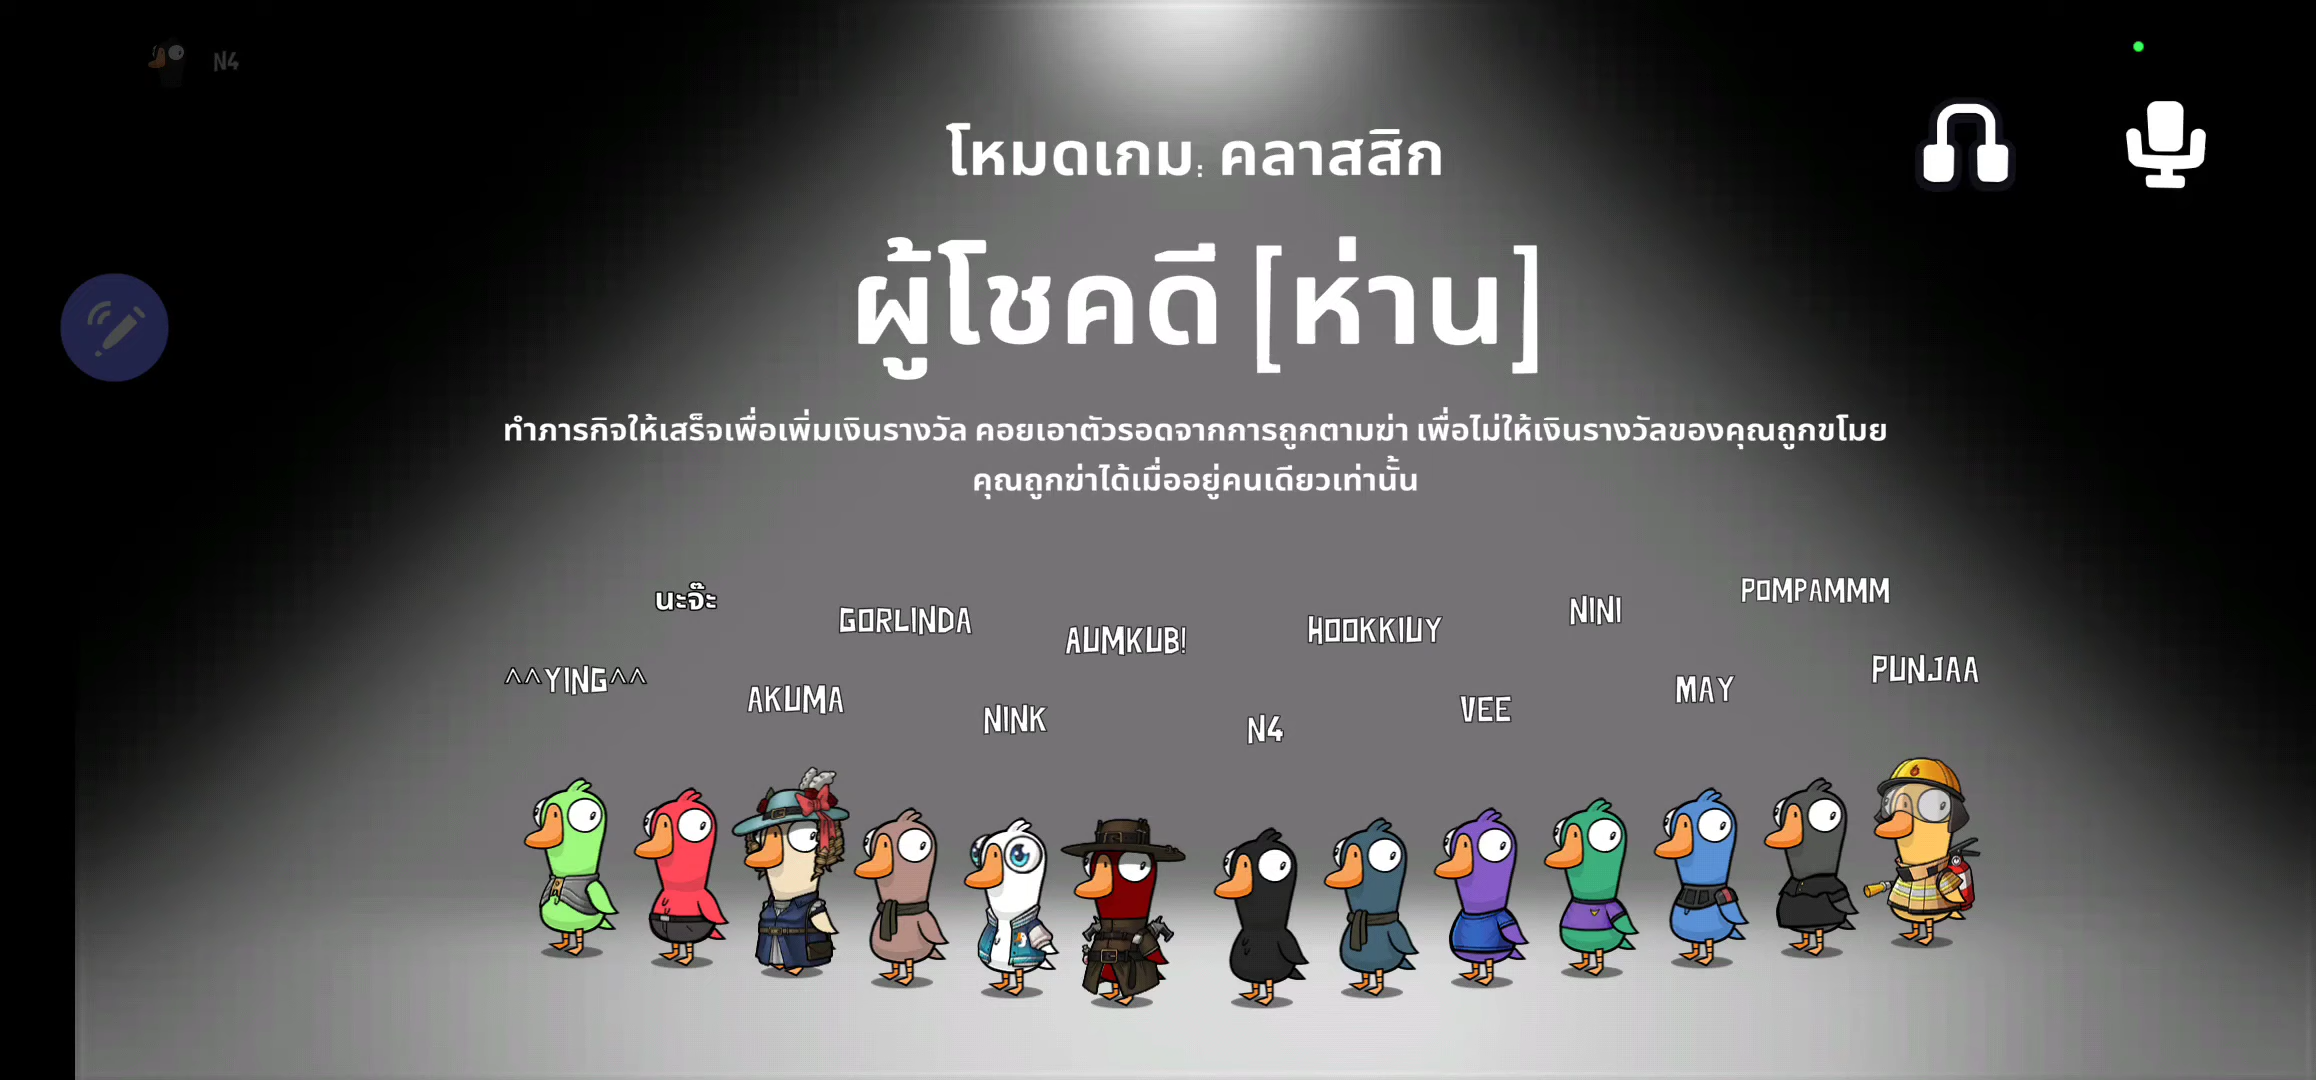 N4
โหมดเกม: คลาสสิก
ผู้โชคดี [ห่าน]
ทำภารกิจให้เสร็จเพื่อเพิ่มเงินรางวัล คอยเอาตัวรอดจากการถูกตามฆ่า เพื่อไม่ให้เงินรางวัลของคุณถูกขโมย
คุณถูกฆ่าได้เมื่ออยู่คนเดียวเท่านั้น
^^YING^^
นะจ๊ะ
AKUMA
GORLINDA
NINK
AUMKUB!
N4
HOOKKIUY
VEE
NINI
MAY
POMPAMMM
PUNJAA